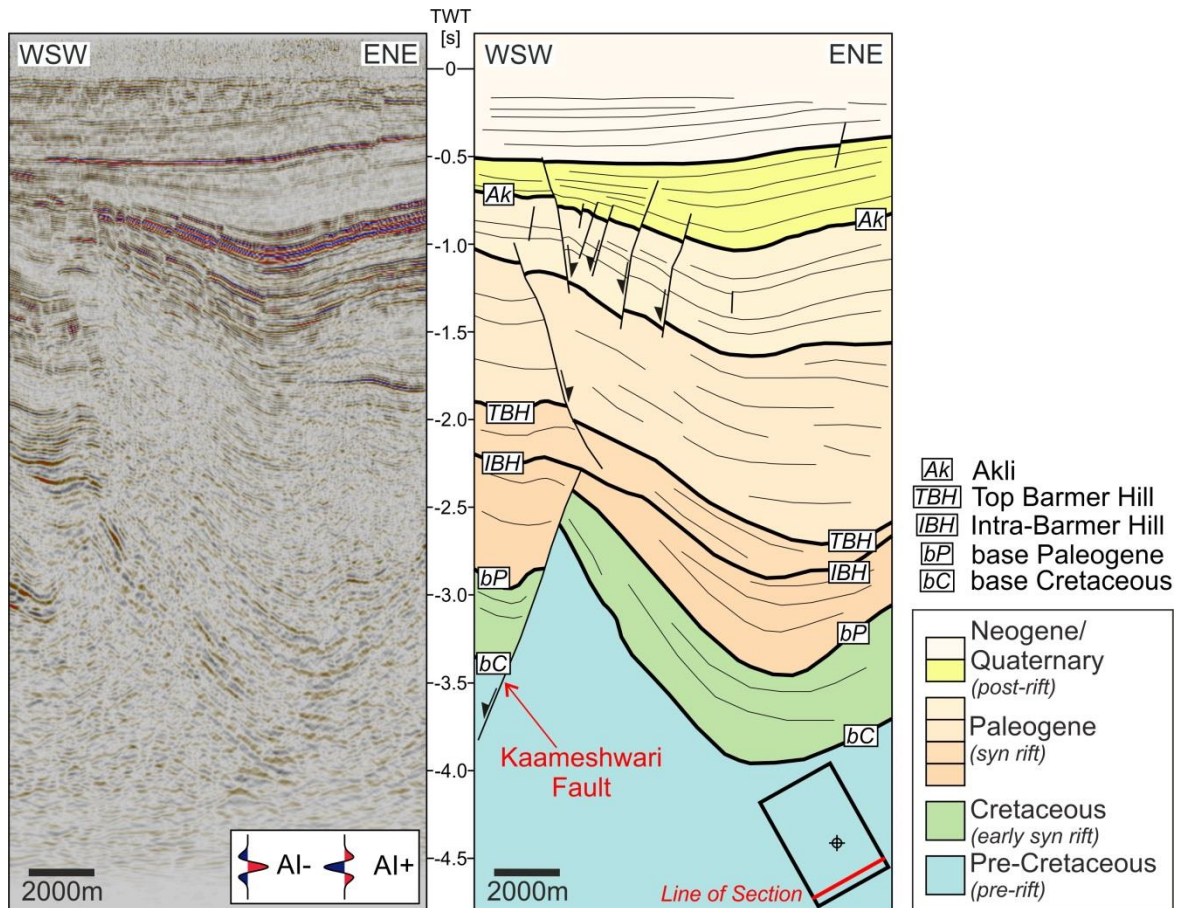 TWT
[s]
WSW
ENE
WSW
ENE
0
-0.5
-1.0
-1.5
-2.0
-2.5
-3.0
-3.5
-4.0
-4.5
Ak
Ak
TBH
IBH
bP
bC
TBH
IBH
bP
bC
Kaameshwari
Fault
2000m
AI-
AI+
2000m
Line of Section
Ak Akli
TBH Top Barmer Hill
IBH Intra-Barmer Hill
bP base Paleogene
bC base Cretaceous
Neogene/
Quaternary
(post-rift)
Paleogene
(syn rift)
Cretaceous
(early syn rift)
Pre-Cretaceous
(pre-rift)